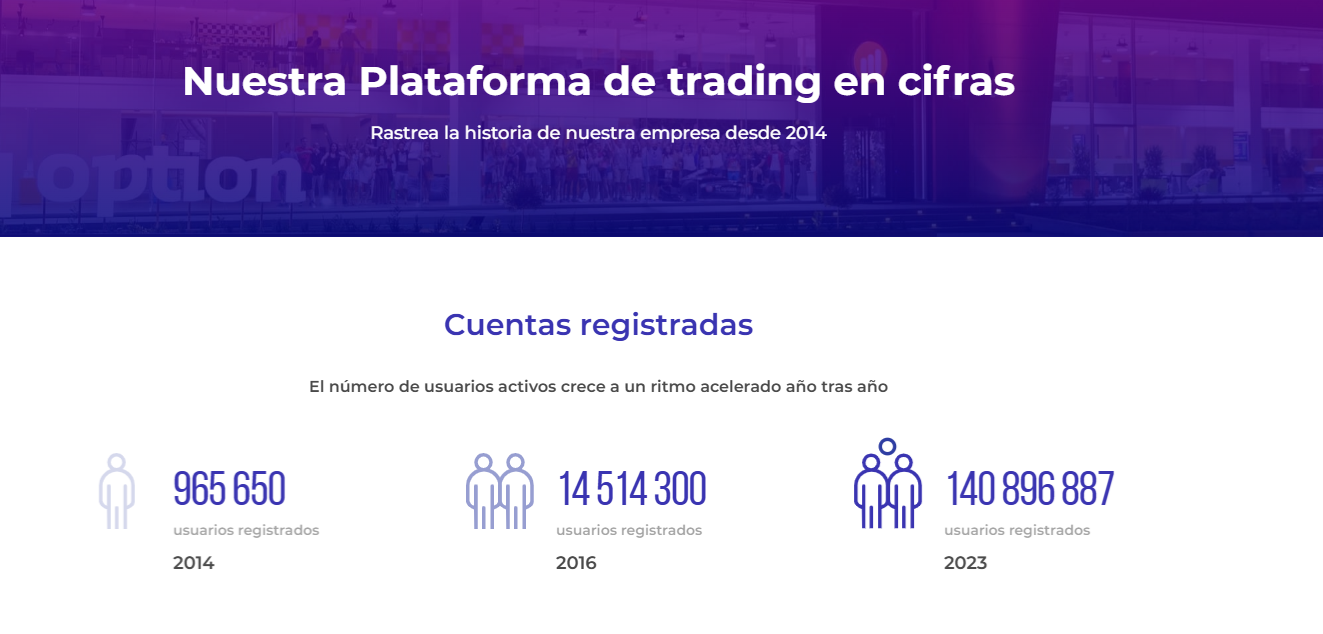 Nuestra Plataforma de trading en cifras
Rastrea la historia de nuestra empresa desde 2014
option
Cuentas registradas
El número de usuarios activos crece a un ritmo acelerado año tras año
965 650
usuarios registrados
2014
14 514 300
usuarios registrados
2016
140 896 887
usuarios registrados
2023